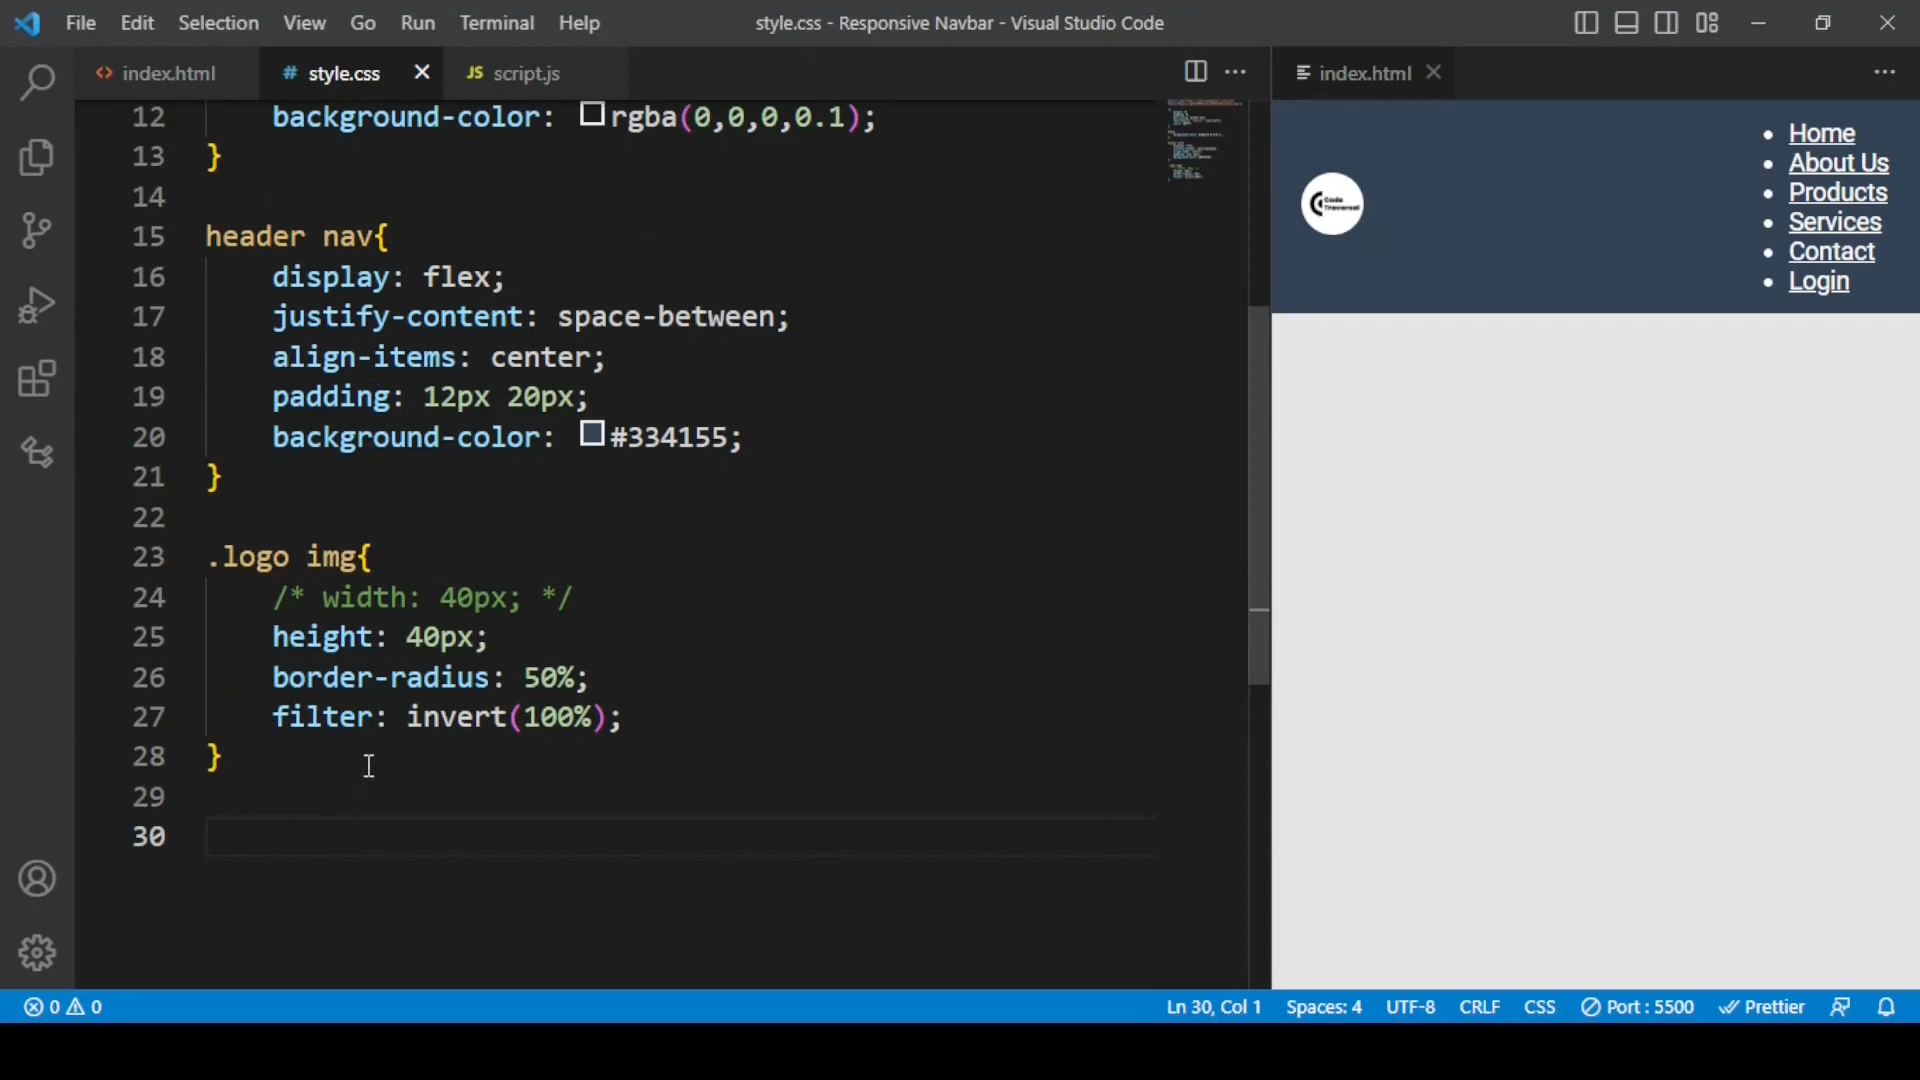 File Edit Selection View Go Run Terminal Help style.css - Responsive Navbar - Visual Studio Code
index.html # style.css JS script.js index.html
12 background-color: rgba(0,0,0,0.1);
13 }
14
15 header nav{
16 display: flex;
17 justify-content: space-between;
18 align-items: center;
19 padding: 12px 20px;
20 background-color: #334155;
21 }
22
23 .logo img{
24 /* width: 40px; */
25 height: 40px;
26 border-radius: 50%;
27 filter: invert(100%);
28 }
29
30
Code
Traversal
• Home
• About Us
• Products
• Services
• Contact
• Login
0 0 Ln 30, Col 1 Spaces: 4 UTF-8 CRLF CSS Port : 5500 Prettier